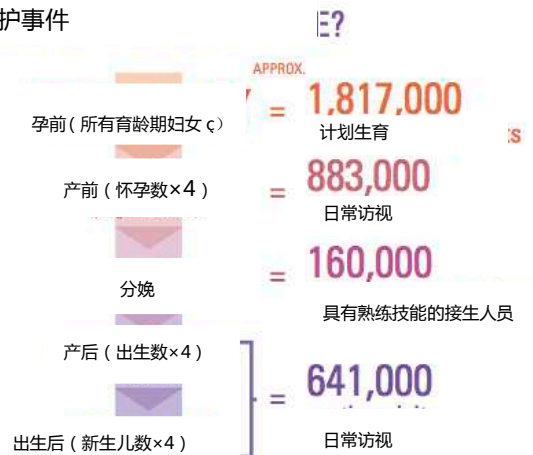 护事件
E?
APPROX.
孕前(所有育龄期妇女 ç)
= 1,817,000
计划生育
产前(怀孕数×4)
= 883,000
日常访视
分娩
= 160,000
具有熟练技能的接生人员
产后(出生数×4)
= 641,000
出生后(新生儿数×4)
日常访视